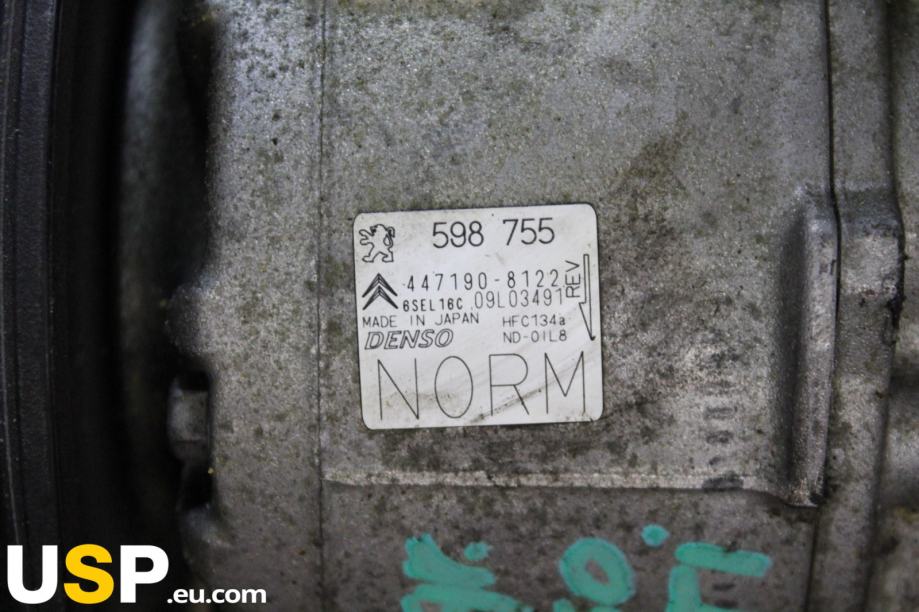 598 755
447190-8122
6SEL16C 09L03491
REV
MADE IN JAPAN HFC134a
DENSO ND-OIL8
NORM
USP.eu.com